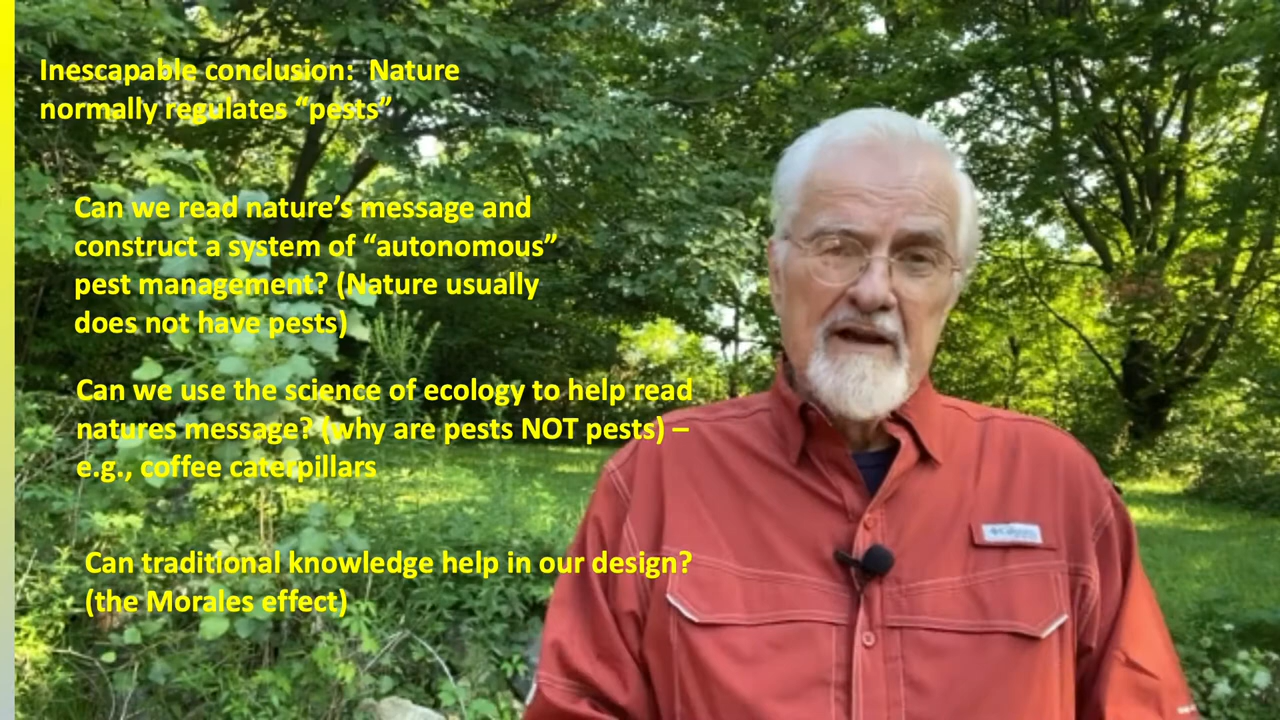 Inescapable conclusion: Nature
normally regulates “pests”
Can we read nature’s message and
construct a system of “autonomous”
pest management? (Nature usually
does not have pests)
Can we use the science of ecology to help read
natures message? (why are pests NOT pests) –
e.g., coffee caterpillars
Can traditional knowledge help in our design?
(the Morales effect)